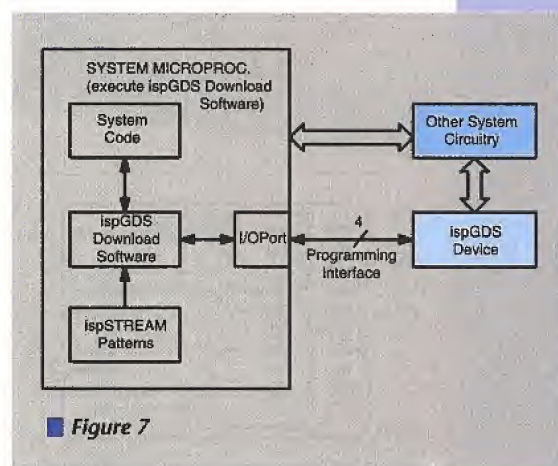 SYSTEM MICROPROC.
(execute ispGDS Download
Software)
System
Code
ispGDS
Download
Software
ispSTREAM
Patterns
I/OPort
4
Programming
Interface
Other System
Circuitry
ispGDS
Device
Figure 7